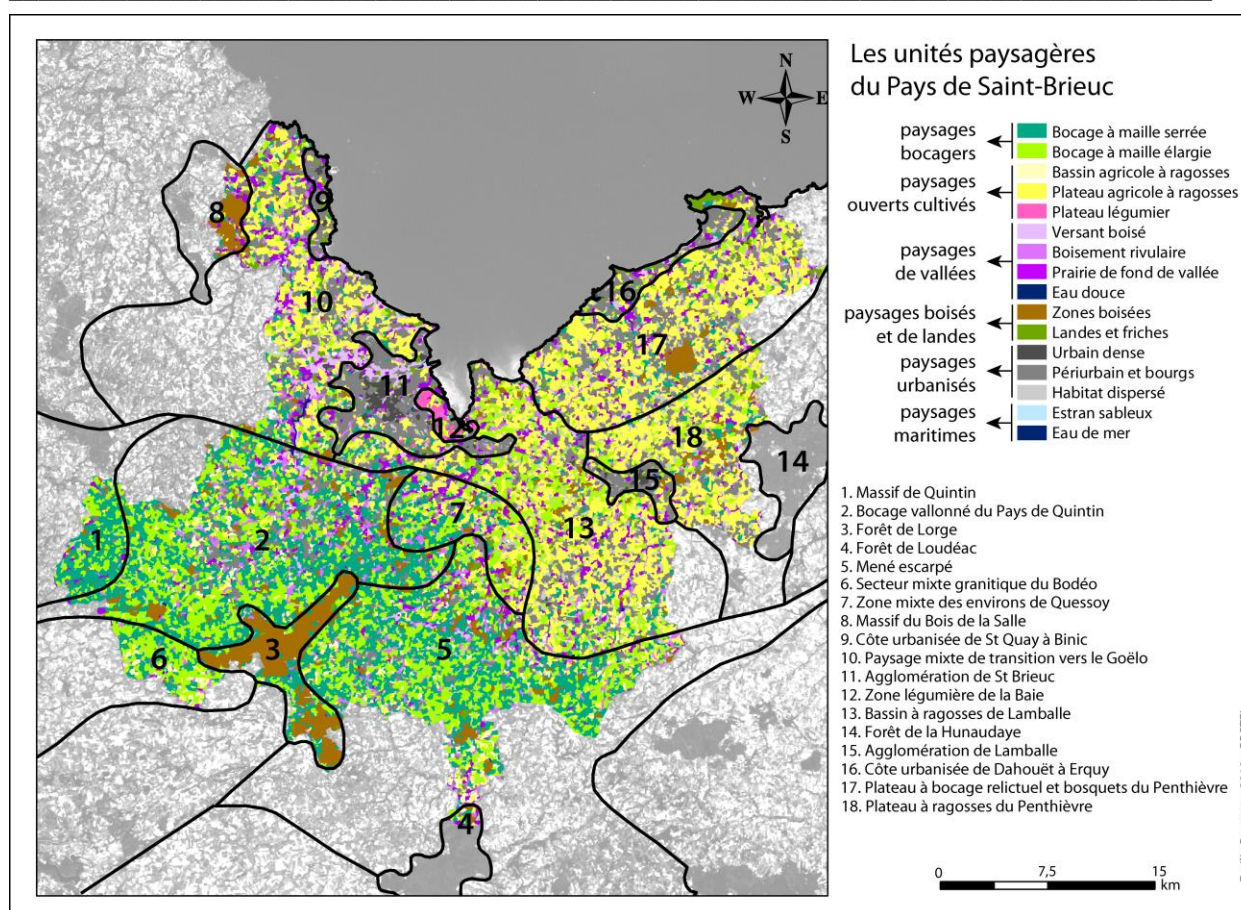 Les unités paysagères
du Pays de Saint-Brieuc
N
W E
S
paysages
bocagers
paysages
ouverts cultivés
paysages
de vallées
paysages boisés
et de landes
paysages
urbanisés
paysages
maritimes
Bocage à maille serrée
Bocage à maille élargie
Bassin agricole à ragosses
Plateau agricole à ragosses
Plateau légumier
Versant boisé
Boisement rivulaire
Prairie de fond de vallée
Eau douce
Zones boisées
Landes et friches
Urbain dense
Périurbain et bourgs
Habitat dispersé
Estran sableux
Eau de mer
8
9
10
16
17
11
12
18
14
15
13
7
2
1
3
5
6
4
1. Massif de Quintin
2. Bocage vallonné du Pays de Quintin
3. Forêt de Lorge
4. Forêt de Loudéac
5. Mené escarpé
6. Secteur mixte granitique du Bodéo
7. Zone mixte des environs de Quessoy
8. Massif du Bois de la Salle
9. Côte urbanisée de St Quay à Binic
10. Paysage mixte de transition vers le Goëlo
11. Agglomération de St Brieuc
12. Zone légumière de la Baie
13. Bassin à ragosses de Lamballe
14. Forêt de la Hunaudaye
15. Agglomération de Lamballe
16. Côte urbanisée de Dahouët à Erquy
17. Plateau à bocage relictuel et bosquets du Penthièvre
18. Plateau à ragosses du Penthièvre
0 7,5 15
km